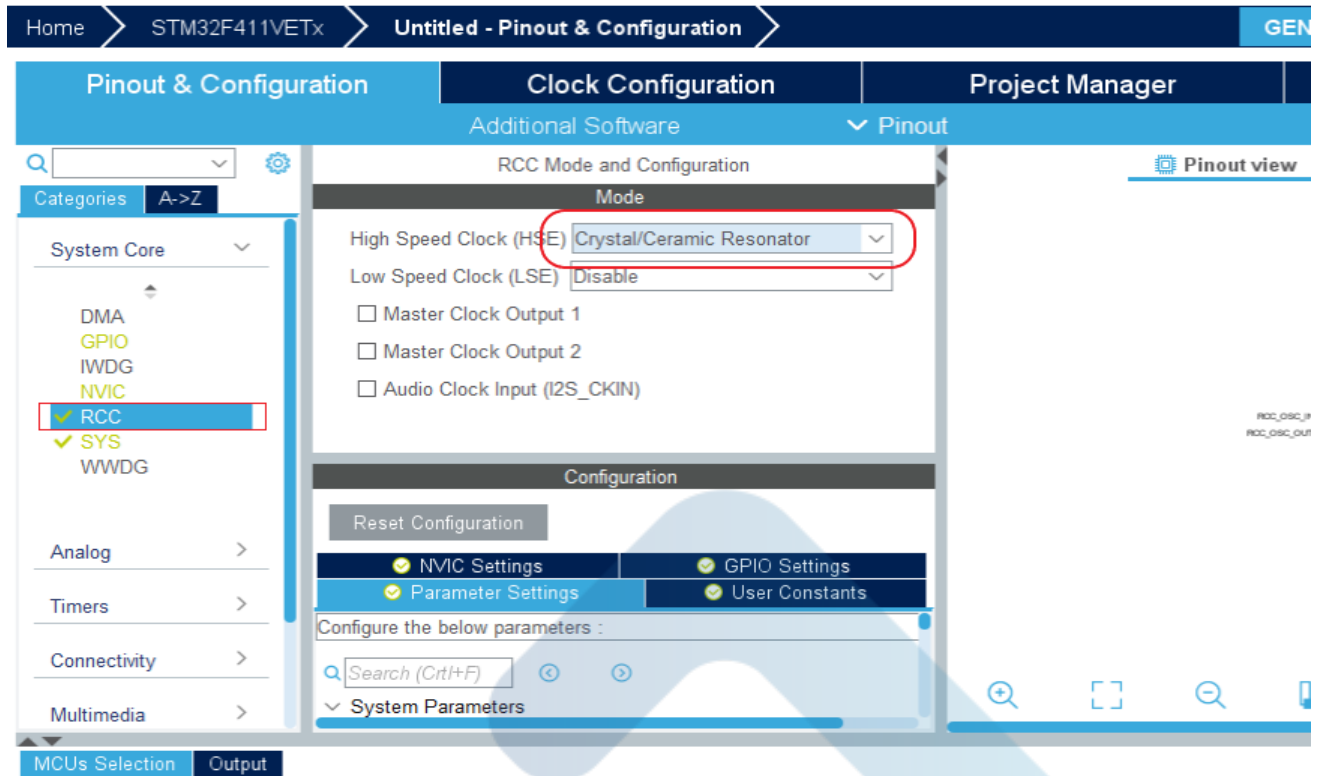 Home STM32F411VETx Untitled - Pinout & Configuration GEN
Pinout & Configuration Clock Configuration Project Manager
Additional Software Pinout
RCC Mode and Configuration
Pinout view
Categories A->Z
Mode
System Core
High Speed Clock (HSE) Crystal/Ceramic Resonator
Low Speed Clock (LSE) Disable
Master Clock Output 1
Master Clock Output 2
Audio Clock Input (I2S_CKIN)
DMA
GPIO
IWDG
NVIC
RCC
SYS
WWDG
RCC_OSC_IN
RCC_OSC_OUT
Configuration
Reset Configuration
NVIC Settings GPIO Settings
Parameter Settings User Constants
Configure the below parameters :
Search (Crtl+F)
System Parameters
Analog
Timers
Connectivity
Multimedia
MCUs Selection Output